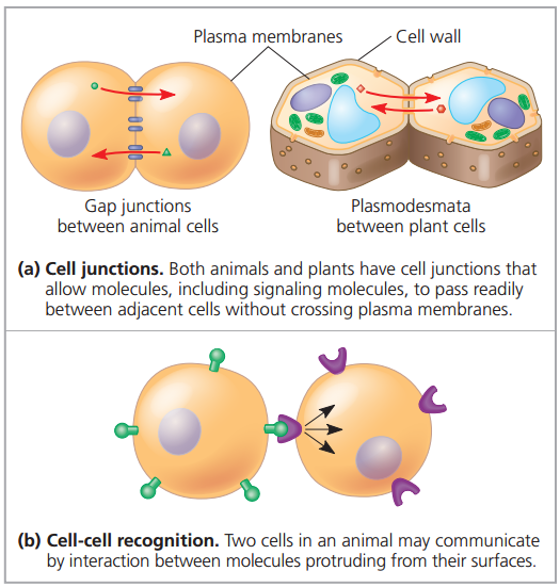 Plasma membranes
Cell wall
Gap junctions
between animal cells
Plasmodesmata
between plant cells
(a) Cell junctions. Both animals and plants have cell junctions that
allow molecules, including signaling molecules, to pass readily
between adjacent cells without crossing plasma membranes.
(b) Cell-cell recognition. Two cells in an animal may communicate
by interaction between molecules protruding from their surfaces.